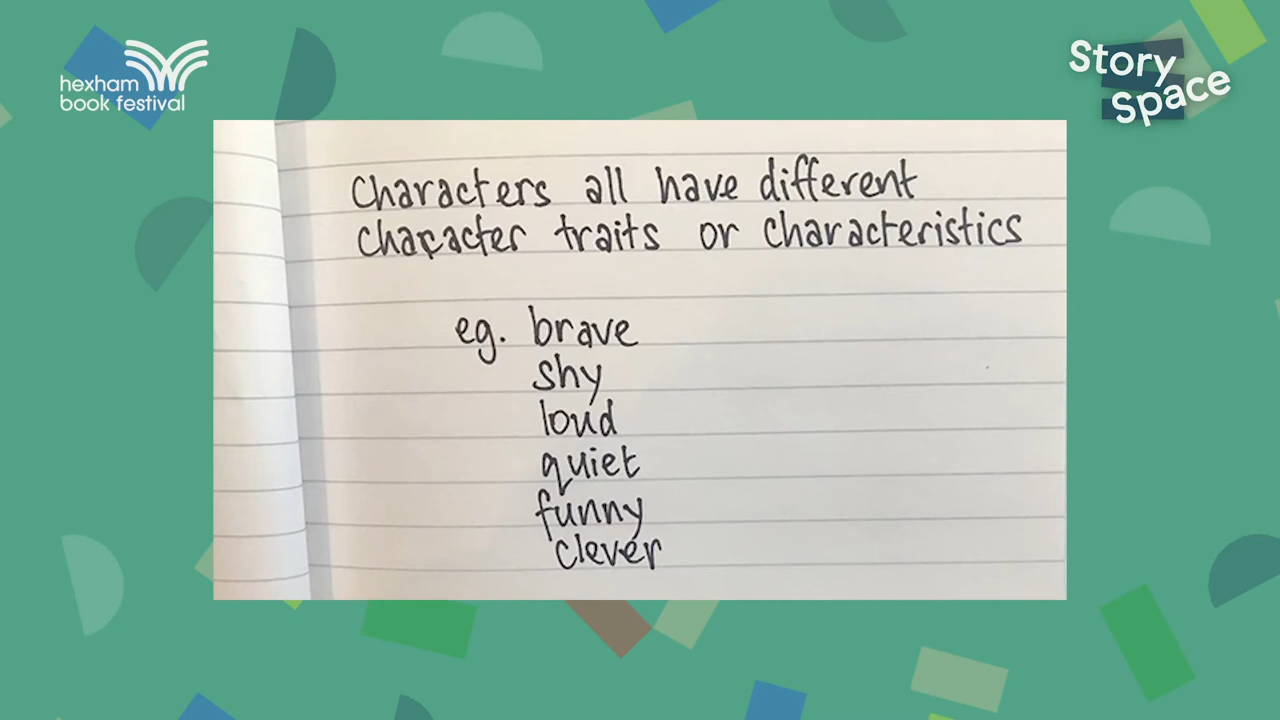 hexham
book festival
Story
Space
Characters all have different
character traits or characteristics
eg. brave
shy
loud
quiet
funny
clever